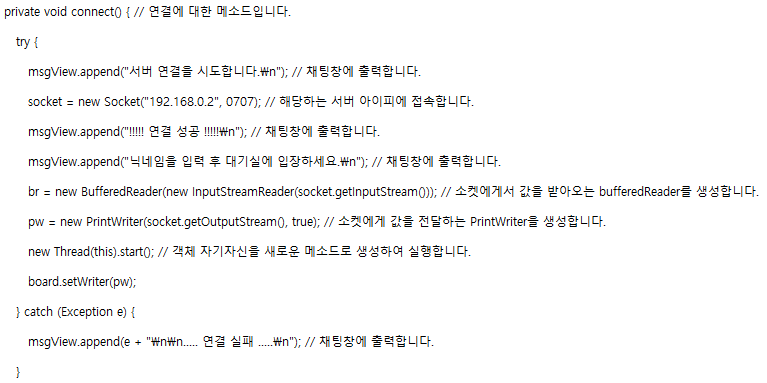 private void connect() { // 연결에 대한 메소드입니다.
try {
msgView.append("서버 연결을 시도합니다.₩n"); // 채팅창에 출력합니다.
socket = new Socket("192.168.0.2", 0707); // 해당하는 서버 아이피에 접속합니다.
msgView.append("!!!!! 연결 성공 !!!!!₩n"); // 채팅창에 출력합니다.
msgView.append("닉네임을 입력 후 대기실에 입장하세요.₩n"); // 채팅창에 출력합니다.
br = new BufferedReader(new InputStreamReader(socket.getInputStream())); // 소켓에게서 값을 받아오는 bufferedReader를 생성합니다.
pw = new PrintWriter(socket.getOutputStream(), true); // 소켓에게 값을 전달하는 PrintWriter을 생성합니다.
new Thread(this).start(); // 객체 자기자신을 새로운 메소드로 생성하여 실행합니다.
board.setWriter(pw);
} catch (Exception e) {
msgView.append(e + "₩n₩n..... 연결 실패 .....₩n"); // 채팅창에 출력합니다.
}